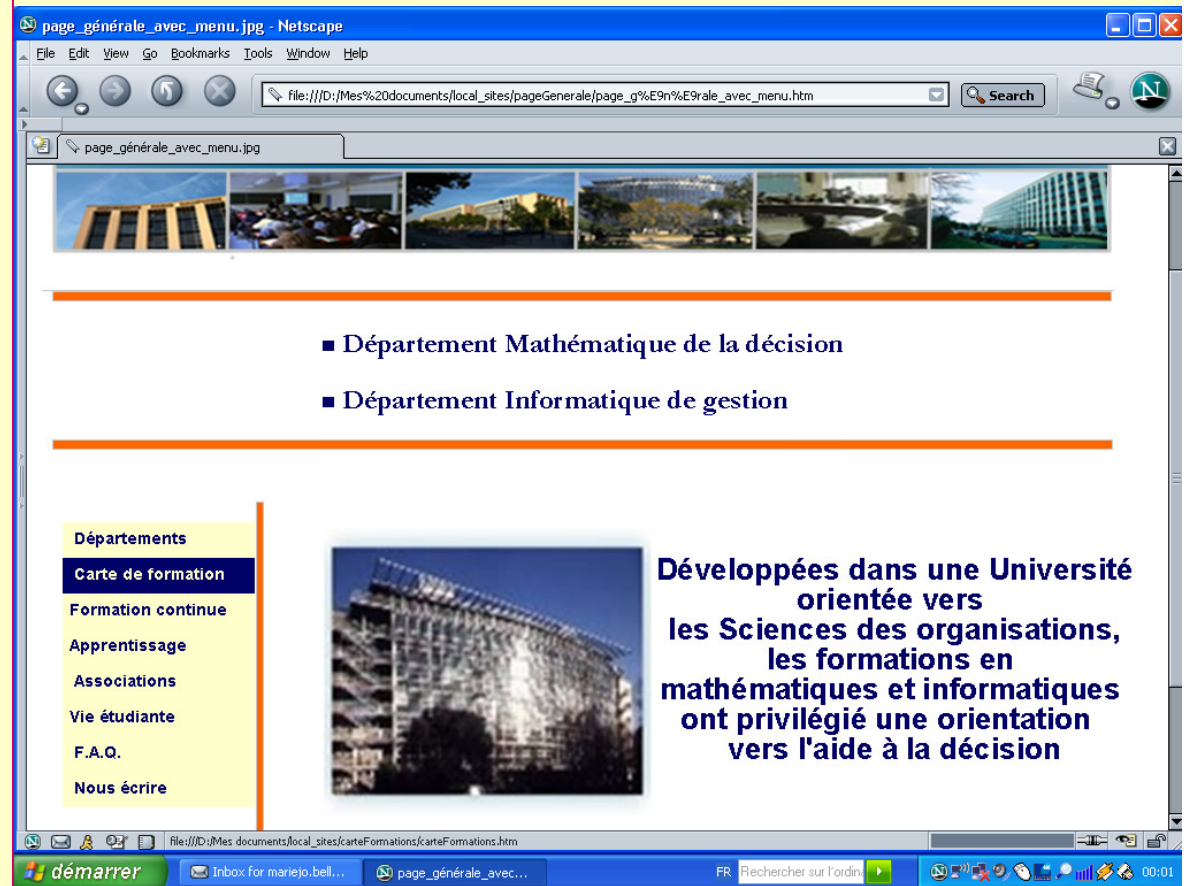 page_générale_avec_menu.jpg - Netscape
File Edit View Go Bookmarks Tools Window Help
file:///D:/Mes%20documents/local_sites/pageGenerale/page_g%E9n%E9rale_avec_menu.htm
Search
N
page_générale_avec_menu.jpg
Département Mathématique de la décision
Département Informatique de gestion
Départements
Carte de formation
Formation continue
Apprentissage
Associations
Vie étudiante
F.A.Q.
Nous écrire
Développées dans une Université
orientée vers
les Sciences des organisations,
les formations en
mathématiques et informatiques
ont privilégié une orientation
vers l'aide à la décision
file:///D:/Mes documents/local_sites/carteFormations/carteFormations.htm
démarrer
Inbox for mariejo.bell...
page_générale_avec...
FR
Rechercher sur l'ordina
00:01